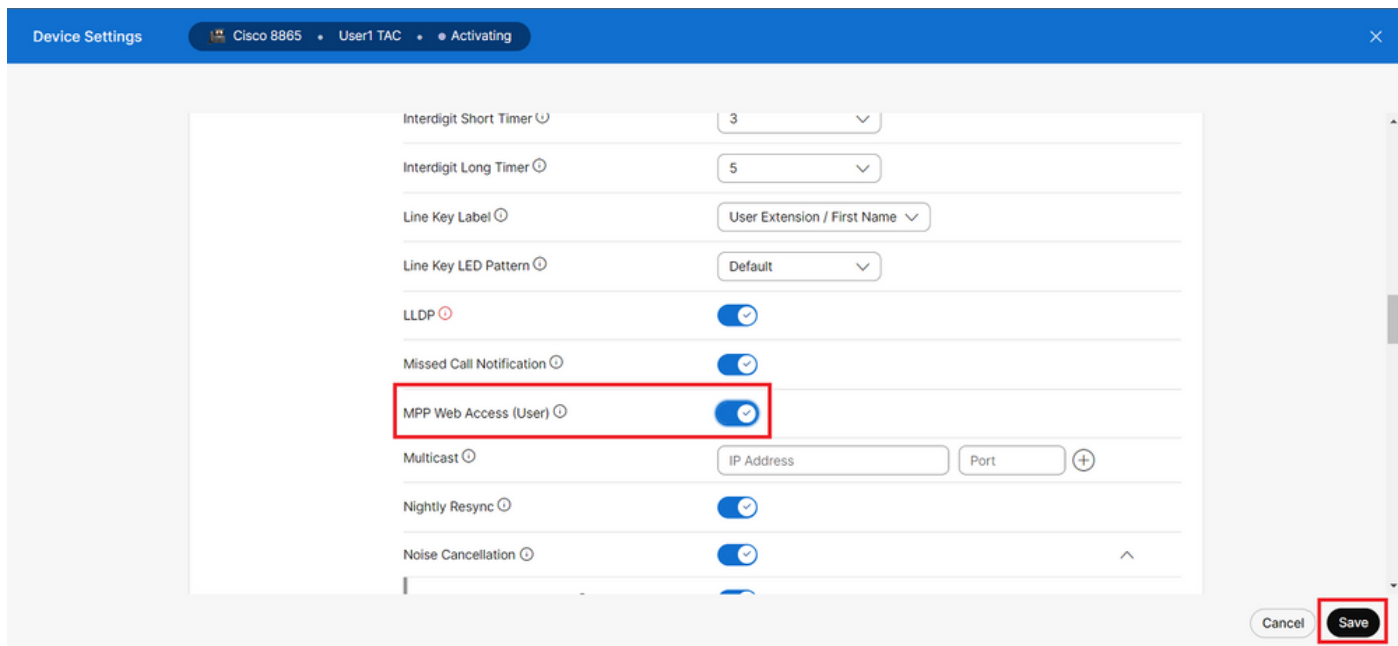 Device Settings
Cisco 8865 • User1 TAC • Activating
Interdigit Short Timer 3
Interdigit Long Timer 5
Line Key Label User Extension / First Name
Line Key LED Pattern Default
LLDP
Missed Call Notification
MPP Web Access (User)
Multicast IP Address Port
Nightly Resync
Noise Cancellation
Cancel Save